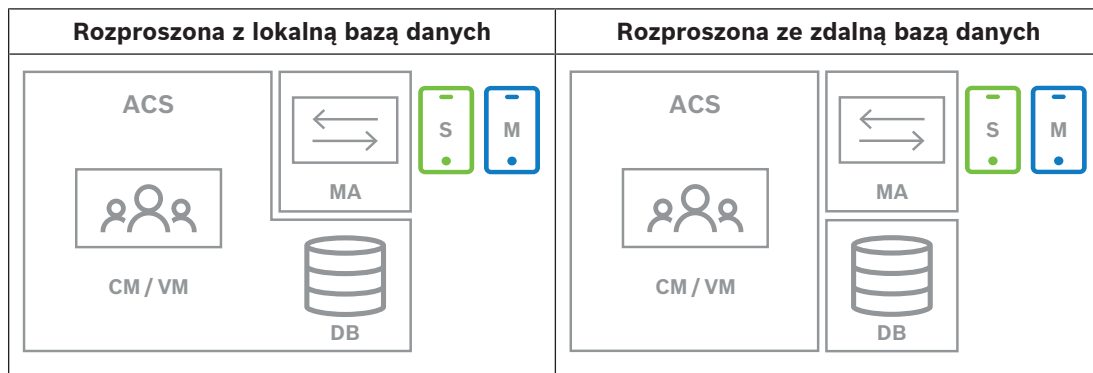 Rozproszona z lokalną bazą danych
Rozproszona ze zdalną bazą danych
ACS
S
M
MA
CM / VM
DB
ACS
S
M
MA
CM / VM
DB